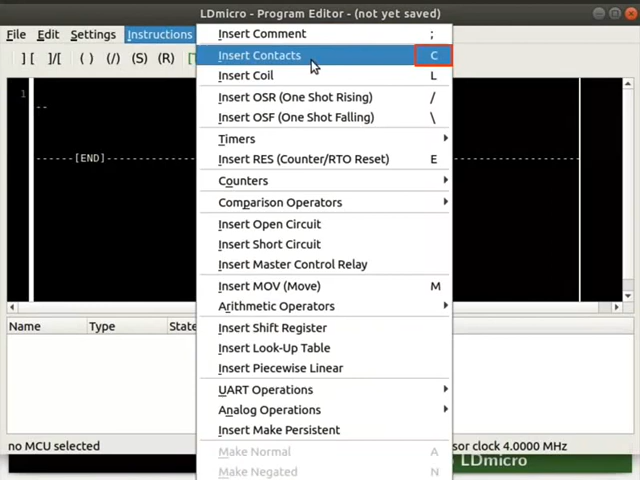 LDmicro - Program Editor - (not yet saved)
File Edit Settings Instructions
] [ ]/[ ( ) (/) (S) (R)
Insert Comment ;
Insert Contacts C
Insert Coil L
Insert OSR (One Shot Rising) /
Insert OSF (One Shot Falling) \
Timers
Insert RES (Counter/RTO Reset) E
Counters
Comparison Operators
Insert Open Circuit
Insert Short Circuit
Insert Master Control Relay
Insert MOV (Move) M
Arithmetic Operators
Insert Shift Register
Insert Look-Up Table
Insert Piecewise Linear
UART Operations
Analog Operations
Insert Make Persistent
Make Normal A
Make Negated N
1
--
------[END]------
Name Type State
no MCU selected
sor clock 4.0000 MHz
LDmicro